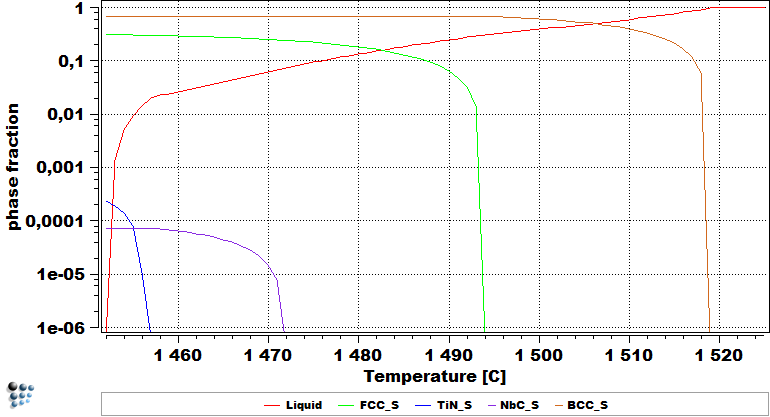 1
0,1
0,01
0,001
0,0001
1e-05
1e-06
phase fraction
1 460 1 470 1 480 1 490 1 500 1 510 1 520
Temperature [C]
Liquid FCC_S TiN_S NbC_S BCC_S